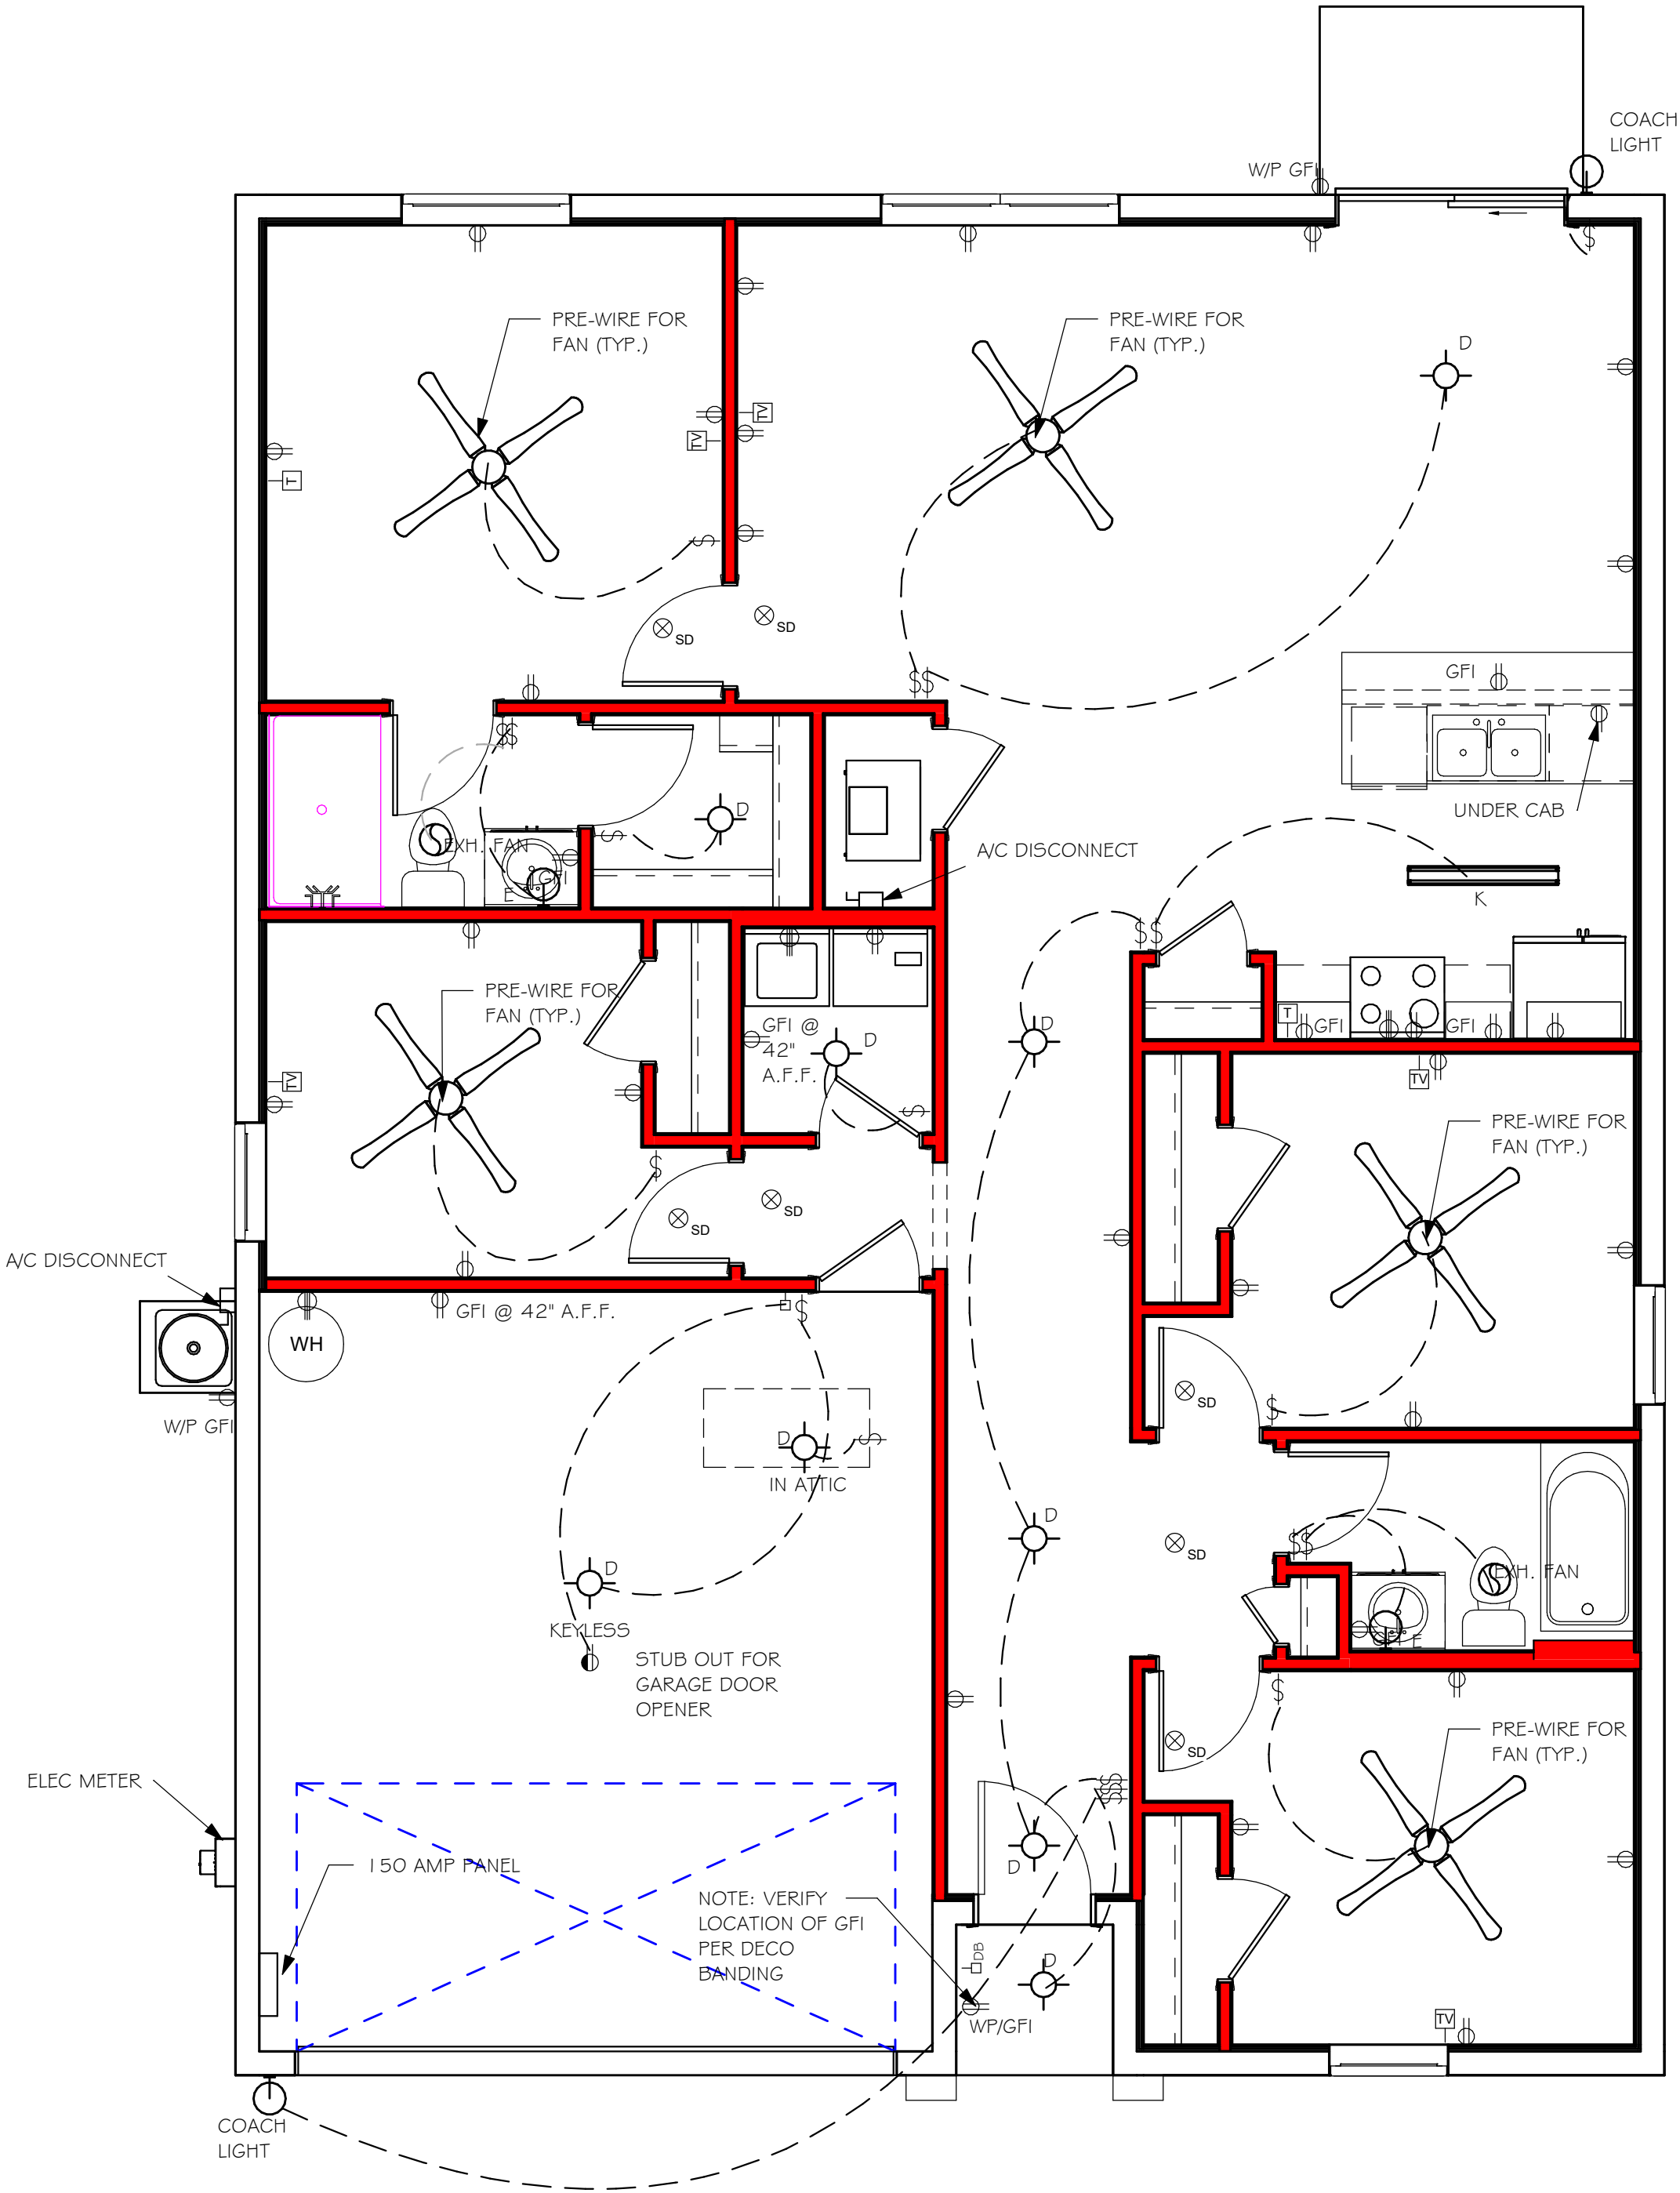 COACH
LIGHT
W/P GFI
$
PRE-WIRE FOR
FAN (TYP.)
PRE-WIRE FOR
FAN (TYP.)
D
TV
TV
T
$
SD
SD
$$
GFI
$$
UNDER CAB
D
$
EXH. FAN
GFI
E
A/C DISCONNECT
K
$$
PRE-WIRE FOR
FAN (TYP.)
T
GFI
GFI
GFI @
42"
A.F.F.
D
D
TV
TV
$
PRE-WIRE FOR
FAN (TYP.)
$
SD
SD
A/C DISCONNECT
GFI @ 42" A.F.F.
$
WH
SD
$
W/P GFI
D
$
IN ATTIC
D
SD
$$
EXH. FAN
D
KEYLESS
E
STUB OUT FOR
GARAGE DOOR
OPENER
$
SD
PRE-WIRE FOR
FAN (TYP.)
ELEC METER
$$$
150 AMP PANEL
D
NOTE: VERIFY
LOCATION OF GFI
PER DECO
BANDING
DB
D
WP/GFI
TV
COACH
LIGHT